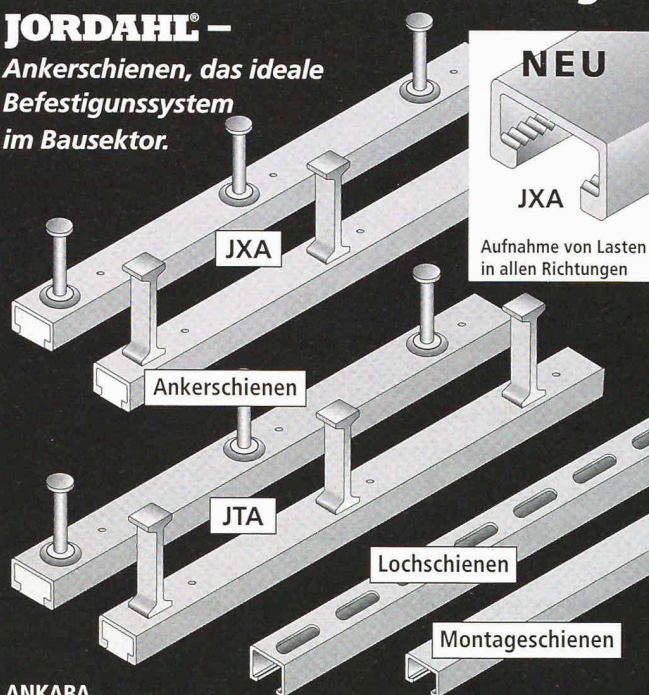 JORDAHL® –
Ankerschienen, das ideale
Befestigunssystem
im Bausektor.
NEU
JXA
Aufnahme von Lasten
in allen Richtungen
JXA
Ankerschienen
JTA
Lochschienen
Montageschienen
ANKABA